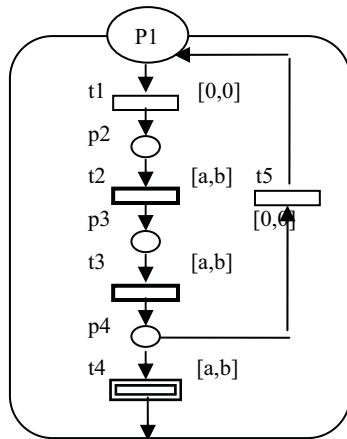 P1
t1 [0,0]
p2
t2 [a,b] t5
p3 [0,0]
t3 [a,b]
p4
t4 [a,b]